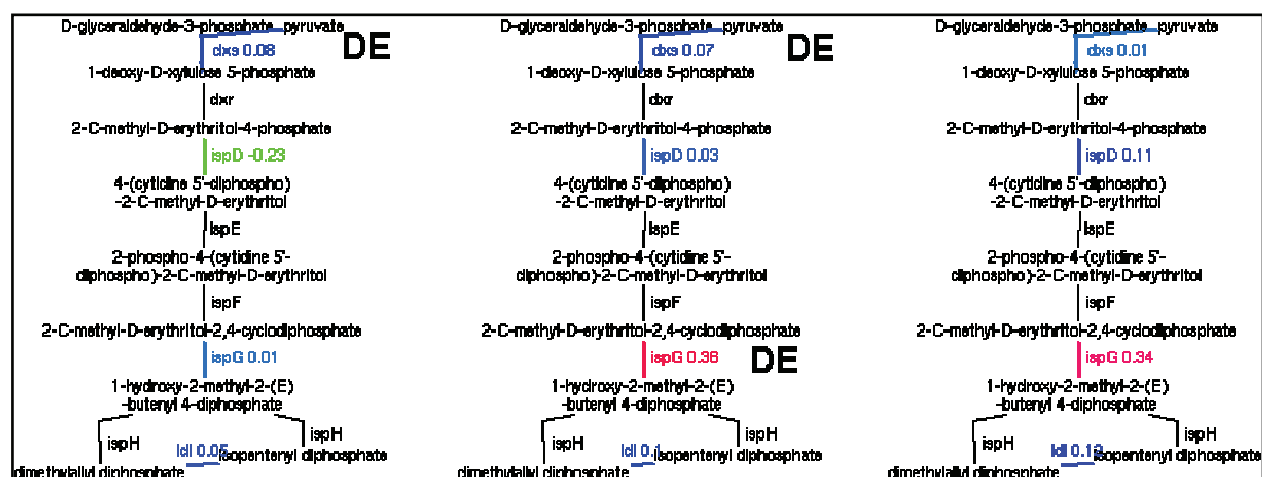 D-glyceraldehyde-3-phosphate pyruvate
dxs 0.08
DE
1-deoxy-D-xylulose 5-phosphate
dxr
2-C-methyl-D-erythritol-4-phosphate
ispD -0.23
4-(cytidine 5'-diphospho)
-2-C-methyl-D-erythritol
ispE
2-phospho-4-(cytidine 5'-
diphospho)-2-C-methyl-D-erythritol
ispF
2-C-methyl-D-erythritol-2,4-cyclodiphosphate
ispG 0.01
1-hydroxy-2-methyl-2-(E)
-butenyl 4-diphosphate
ispH
ispH
idi 0.05
isopentenyl diphosphate
dimethylallyl diphosphate
D-glyceraldehyde-3-phosphate pyruvate
dxs 0.07
DE
1-deoxy-D-xylulose 5-phosphate
dxr
2-C-methyl-D-erythritol-4-phosphate
ispD 0.03
4-(cytidine 5'-diphospho)
-2-C-methyl-D-erythritol
ispE
2-phospho-4-(cytidine 5'-
diphospho)-2-C-methyl-D-erythritol
ispF
2-C-methyl-D-erythritol-2,4-cyclodiphosphate
ispG 0.36
DE
1-hydroxy-2-methyl-2-(E)
-butenyl 4-diphosphate
ispH
ispH
idi 0.1
isopentenyl diphosphate
dimethylallyl diphosphate
D-glyceraldehyde-3-phosphate pyruvate
dxs 0.01
1-deoxy-D-xylulose 5-phosphate
dxr
2-C-methyl-D-erythritol-4-phosphate
ispD 0.11
4-(cytidine 5'-diphospho)
-2-C-methyl-D-erythritol
ispE
2-phospho-4-(cytidine 5'-
diphospho)-2-C-methyl-D-erythritol
ispF
2-C-methyl-D-erythritol-2,4-cyclodiphosphate
ispG 0.34
1-hydroxy-2-methyl-2-(E)
-butenyl 4-diphosphate
ispH
ispH
idi
isopentenyl diphosphate
dimethylallyl diphosphate